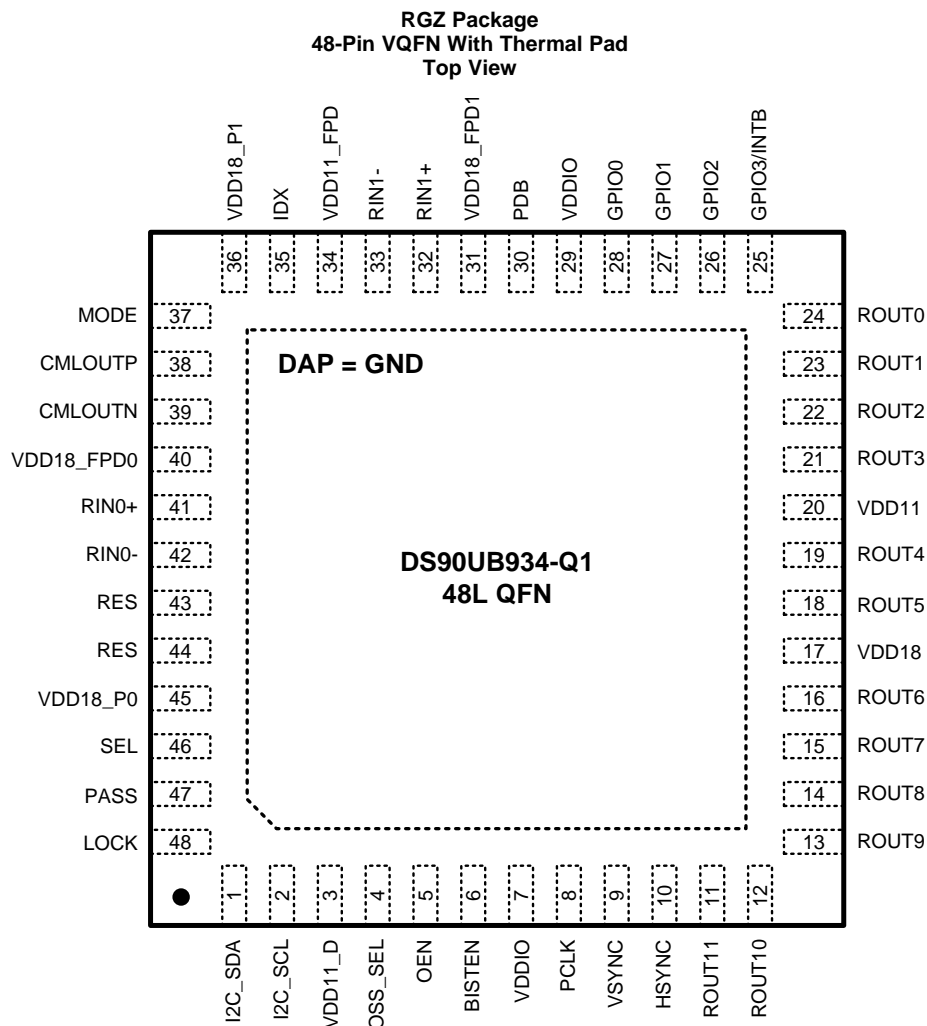 RGZ Package
48-Pin VQFN With Thermal Pad
Top View
VDD18_P1
IDX
VDD11_FPD
RIN1-
RIN1+
VDD18_FPD1
PDB
VDDIO
GPIO0
GPIO1
GPIO2
GPIO3/INTB
36
35
34
33
32
31
30
29
28
27
26
25
MODE 37
CMLOUTP 38
CMLOUTN 39
VDD18_FPD0 40
RIN0+ 41
RIN0- 42
RES 43
RES 44
VDD18_P0 45
SEL 46
PASS 47
LOCK 48
DAP = GND
DS90UB934-Q1
48L QFN
24 ROUT0
23 ROUT1
22 ROUT2
21 ROUT3
20 VDD11
19 ROUT4
18 ROUT5
17 VDD18
16 ROUT6
15 ROUT7
14 ROUT8
13 ROUT9
1
2
3
4
5
6
7
8
9
10
11
12
I2C_SDA
I2C_SCL
VDD11_D
OSS_SEL
OEN
BISTEN
VDDIO
PCLK
VSYNC
HSYNC
ROUT11
ROUT10